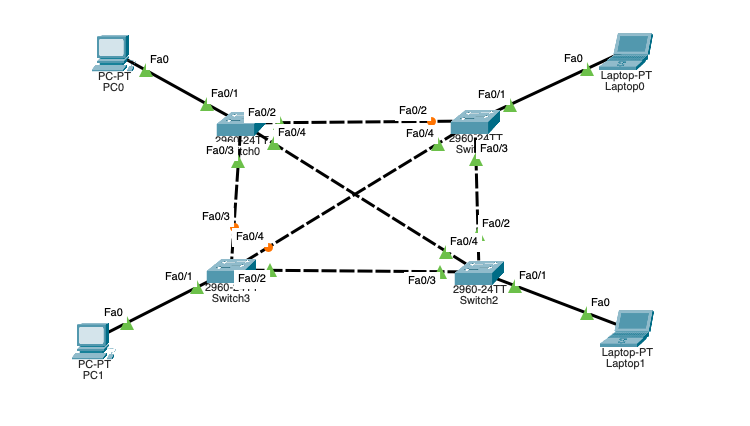 Fa0
PC-PT
PC0
Fa0/1
Fa0/2
Fa0/4
2960-24TT
tch0
Fa0/3
Fa0
Laptop-PT
Laptop0
Fa0/1
Fa0/2
Fa0/4
2960-24TT
Swi
Fa0/3
Fa0/3
Fa0/4
Fa0/1
Fa0/2
2960-24TT
Switch3
Fa0/2
Fa0/4
Fa0/1
Fa0/3
2960-24TT
Switch2
Fa0
PC-PT
PC1
Fa0
Laptop-PT
Laptop1